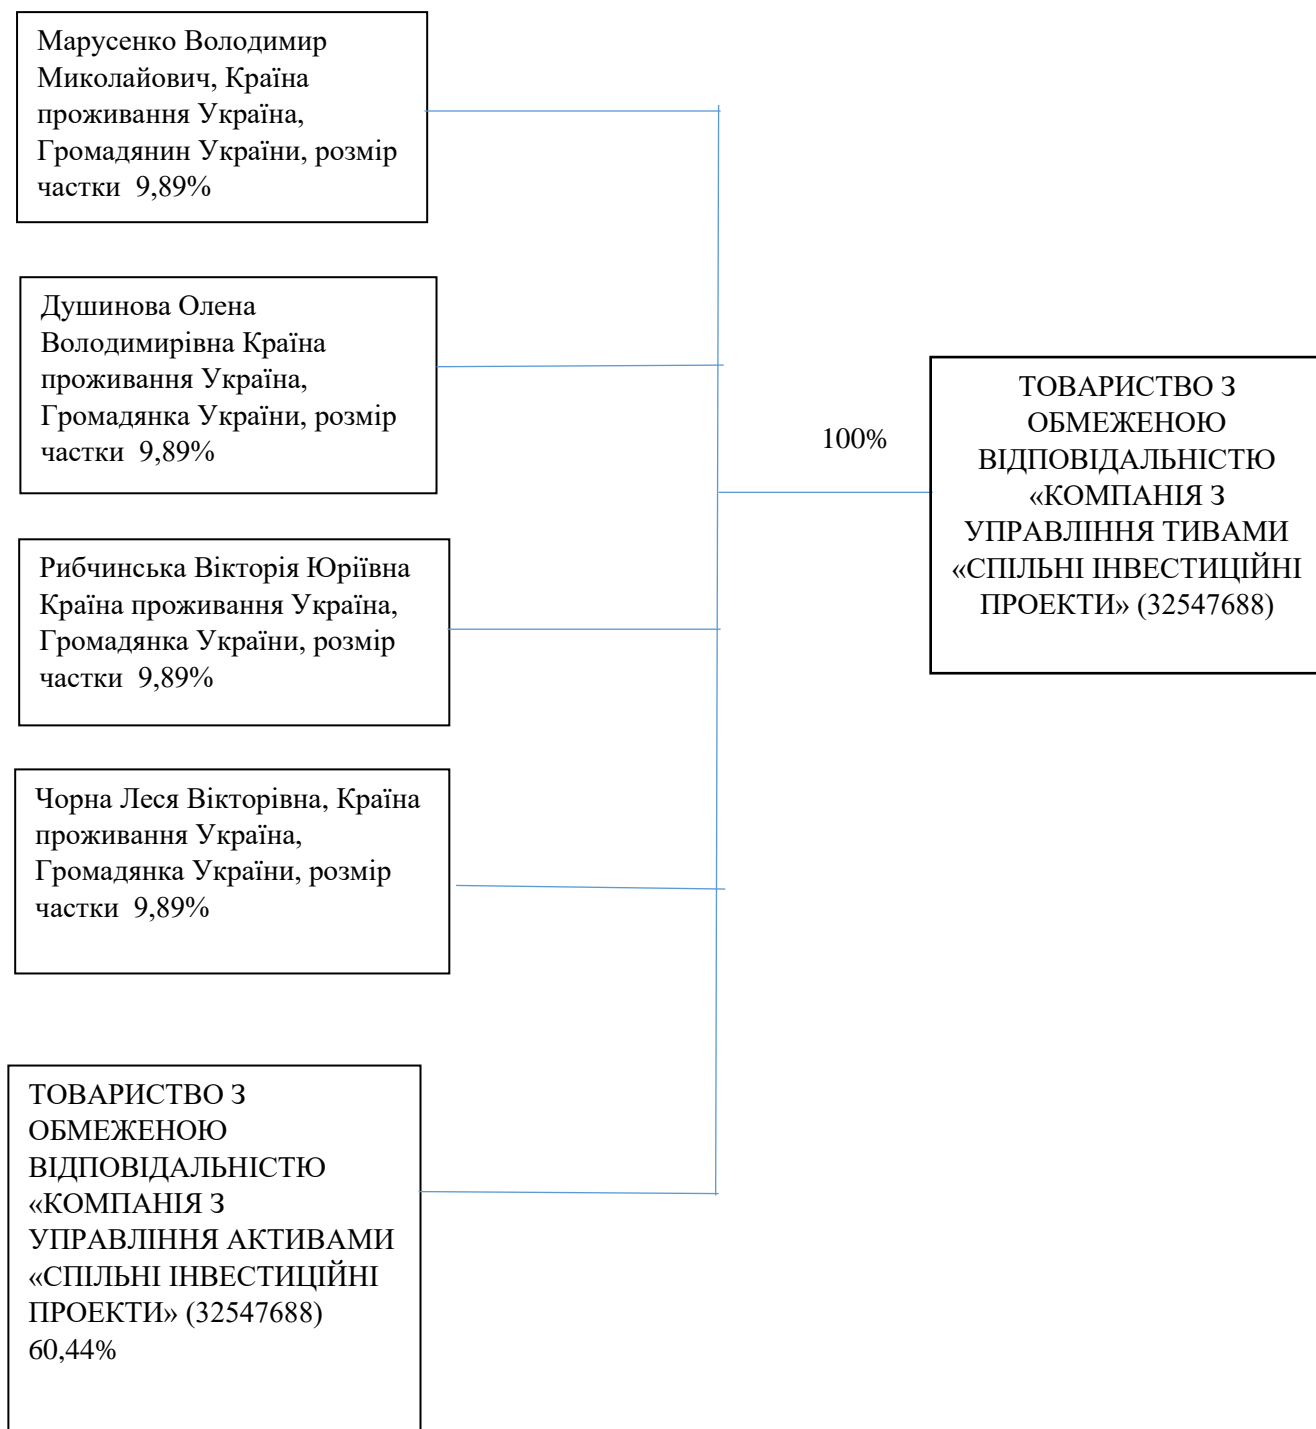 Марусенко Володимир
Миколайович, Країна
проживання Україна,
Громадянин України, розмір
частки 9,89%
Душинова Олена
Володимирівна Країна
проживання Україна,
Громадянка України, розмір
частки 9,89%
Рибчинська Вікторія Юріївна
Країна проживання Україна,
Громадянка України, розмір
частки 9,89%
Чорна Леся Вікторівна, Країна
проживання Україна,
Громадянка України, розмір
частки 9,89%
ТОВАРИСТВО З
ОБМЕЖЕНОЮ
ВІДПОВІДАЛЬНІСТЮ
«КОМПАНІЯ З
УПРАВЛІННЯ АКТИВАМИ
«СПІЛЬНІ ІНВЕСТИЦІЙНІ
ПРОЕКТИ» (32547688)
60,44%
100%
ТОВАРИСТВО З
ОБМЕЖЕНОЮ
ВІДПОВІДАЛЬНІСТЮ
«КОМПАНІЯ З
УПРАВЛІННЯ ТИВАМИ
«СПІЛЬНІ ІНВЕСТИЦІЙНІ
ПРОЕКТИ» (32547688)